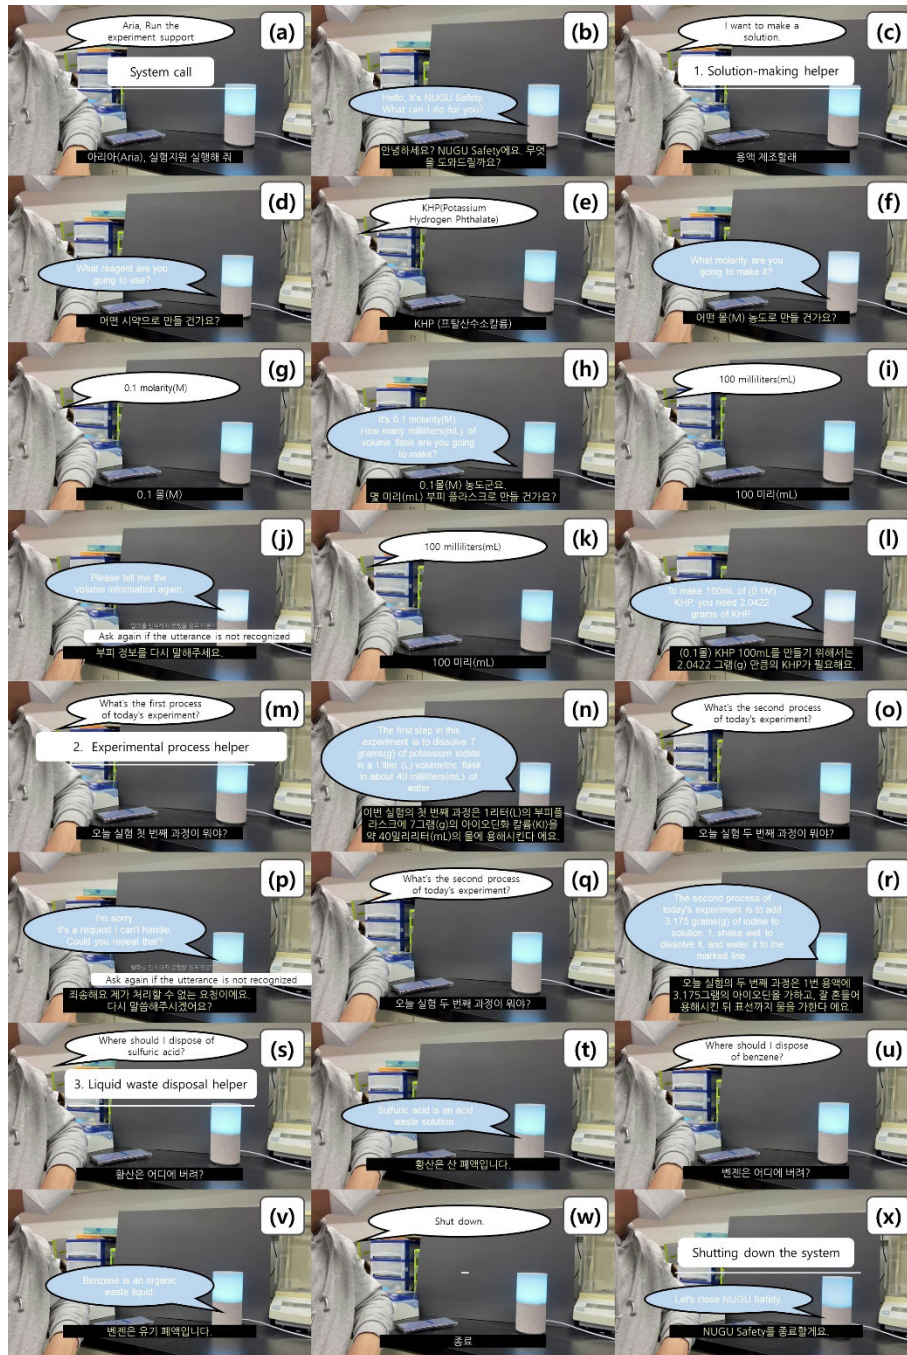 Aria, Run the
experiment support
(a)
System call
아리아(Aria), 실험지원 실행해 줘
(b)
Hello, It's NUGU Safety.
What can I do for you?
안녕하세요? NUGU Safety에요. 무엇
을 도와드릴까요?
I want to make a
solution.
(c)
1. Solution-making helper
용액 제조할래
(d)
What reagent are you
going to use?
어떤 시약으로 만들 건가요?
KHP(Potassium
Hydrogen Phthalate)
(e)
KHP (프탈산수소칼륨)
(f)
What molarity are you
going to make it?
어떤 몰(M) 농도로 만들 건가요?
(g)
0.1 molarity(M)
0.1 몰(M)
(h)
It's 0.1 molarity(M).
How many milliliters(mL) of
volume flask are you going
to make?
0.1몰(M) 농도군요.
몇 미리(mL) 부피 플라스크로 만들 건가요?
(i)
100 milliliters(mL)
100 미리(mL)
(j)
Please tell me the
volume information again.
Ask again if the utterance is not recognized
부피 정보를 다시 말해주세요.
(k)
100 milliliters(mL)
100 미리(mL)
(l)
To make 100mL of (0.1M)
KHP, you need 2.0422
grams of KHP.
(0.1몰) KHP 100mL를 만들기 위해서는
2.0422 그램(g) 만큼의 KHP가 필요해요.
What's the first process
of today's experiment?
(m)
2. Experimental process helper
오늘 실험 첫 번째 과정이 뭐야?
(n)
The first step in this
experiment is to dissolve 7
grams(g) of potassium iodide
in a 1 liter (L) volumetric flask
in about 40 milliliters(mL) of
water
이번 실험의 첫 번째 과정은 1리터(L)의 부피플
라스크에 7그램(g)의 아이오딘화 칼륨(KI)을
약 40밀리리터(mL)의 물에 용해시킨다 에요.
What's the second process
of today's experiment?
(o)
오늘 실험 두 번째 과정이 뭐야?
(p)
I'm sorry.
It's a request I can't handle.
Could you repeat that?
Ask again if the utterance is not recognized
죄송해요 제가 처리할 수 없는 요청이에요.
다시 말씀해주시겠어요?
What's the second process
of today's experiment?
(q)
오늘 실험 두 번째 과정이 뭐야?
(r)
The second process of
today's experiment is to add
3.175 grams(g) of iodine to
solution 1, shake well to
dissolve it, and water it to the
marked line.
오늘 실험의 두 번째 과정은 1번 용액에
3.175그램의 아이오딘을 가하고, 잘 흔들어
용해시킨 뒤 표선까지 물을 가한다 에요.
Where should I dispose of
sulfuric acid?
(s)
3. Liquid waste disposal helper
황산은 어디에 버려?
(t)
Sulfuric acid is an acid
waste solution.
황산은 산 폐액입니다.
Where should I dispose
of benzene?
(u)
벤젠은 어디에 버려?
(v)
Benzene is an organic
waste liquid.
벤젠은 유기 폐액입니다.
Shut down.
(w)
종료
(x)
Shutting down the system
Let's close NUGU Safety.
NUGU Safety를 종료할게요.